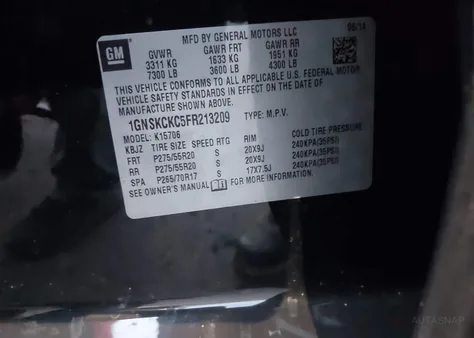 GM
MFD BY GENERAL MOTORS LLC
06/14
GVWR GAWR FRT GAWR RR
3311 KG 1633 KG 1951 KG
7300 LB 3600 LB 4300 LB
THIS VEHICLE CONFORMS TO ALL APPLICABLE U.S. FEDERAL MOTOR
VEHICLE SAFETY STANDARDS IN EFFECT ON THE DATE OF
MANUFACTURE SHOWN ABOVE.
1GNSKCKC5FR213209 TYPE: M.P.V.
MODEL: K15706
KBJZ TIRE SIZE SPEED RTG RIM COLD TIRE PRESSURE
FRT P275/55R20 S 20X9J 240KPA(35PSI)
RR P275/55R20 S 20X9J 240KPA(35PSI)
SPA P265/70R17 S 17X7.5J 240KPA(35PSI)
SEE OWNER'S MANUAL FOR MORE INFORMATION.
AUTASNAP